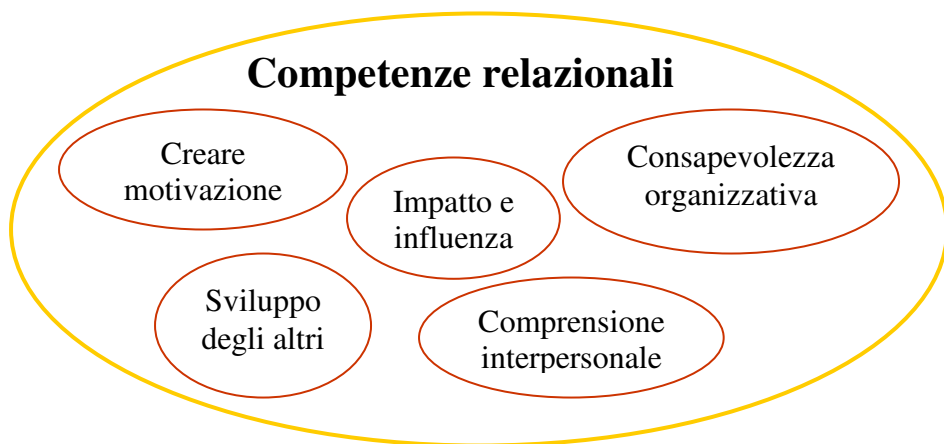 Competenze relazionali
Creare
motivazione
Impatto e
influenza
Consapevolezza
organizzativa
Sviluppo
degli altri
Comprensione
interpersonale